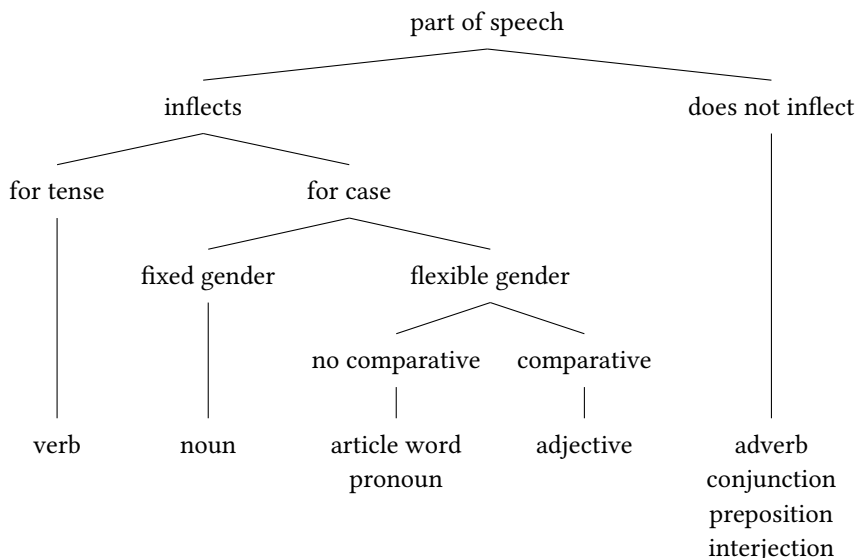 part of speech
inflects does not inflect
for tense for case
fixed gender flexible gender
no comparative comparative
verb noun article word adjective adverb
pronoun conjunction
preposition
interjection